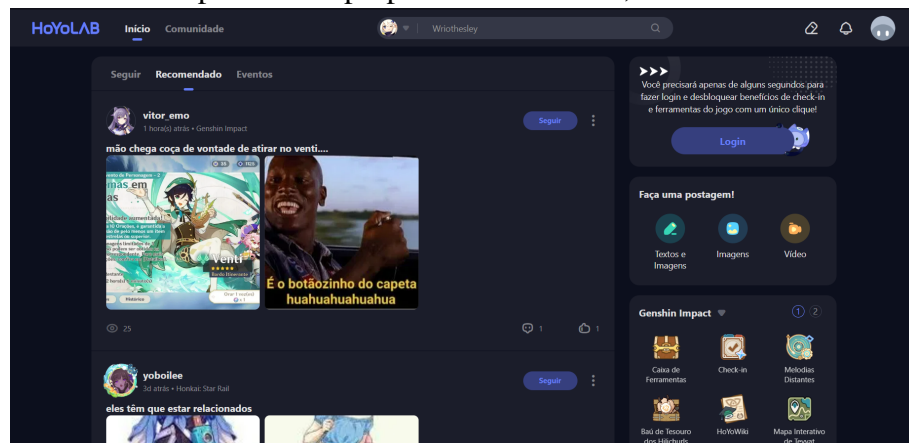 HoYoLAB
Início
Comunidade
Wriothesley
Seguir
Recomendado
Eventos
vitor_emo
1 hora(s) atrás • Genshin Impact
Seguir
mão chega coça de vontade de atirar no venti....
Venti
É o botãozinho do capeta
huahuahuahuahua
25
1
1
yoboilee
3d atrás • Honkai: Star Rail
Seguir
eles têm que estar relacionados
Você precisará apenas de alguns segundos para
fazer login e desbloquear benefícios de check-in
e ferramentas do jogo com um único clique!
Login
Faça uma postagem!
Textos e
Imagens
Imagens
Vídeo
Genshin Impact
1
2
Caixa de
Ferramentas
Check-in
Melodias
Distantes
Baú de Tesouro
dos Hilichurls
HoYoWiki
Mapa Interativo
de Teyvat